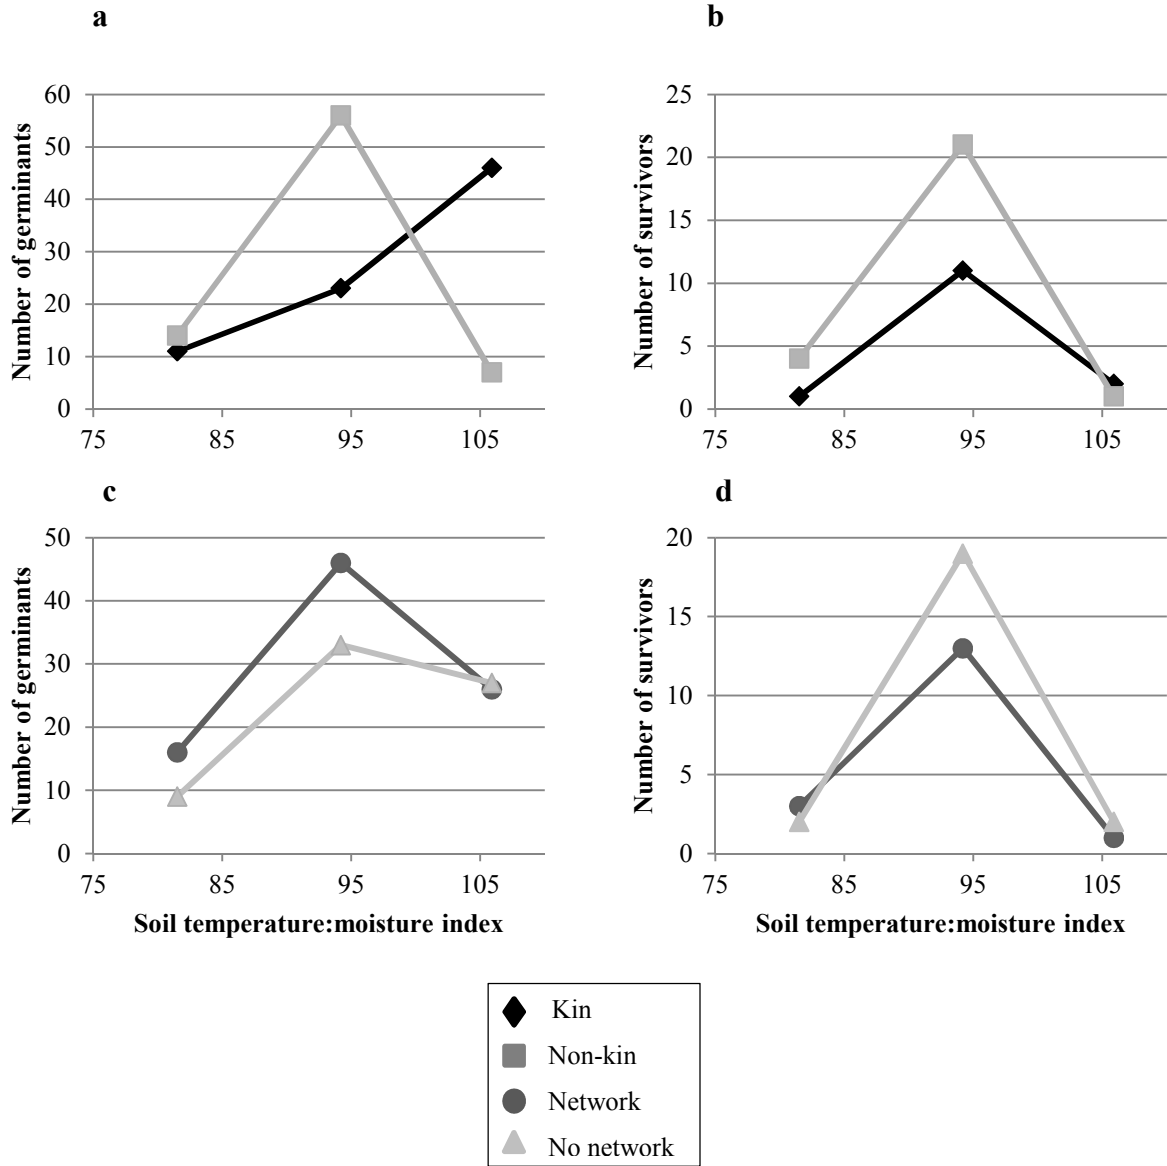 a
Number of germinants
60
50
40
30
20
10
0
75 85 95 105
b
Number of survivors
25
20
15
10
5
0
75 85 95 105
c
Number of germinants
50
40
30
20
10
0
75 85 95 105
Soil temperature:moisture index
d
Number of survivors
20
15
10
5
0
75 85 95 105
Soil temperature:moisture index
Kin
Non-kin
Network
No network